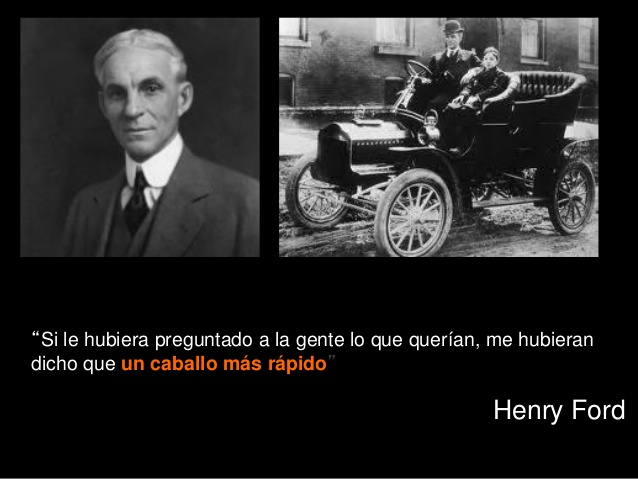 “Si le hubiera preguntado a la gente lo que querían, me hubieran
dicho que un caballo más rápido”
Henry Ford